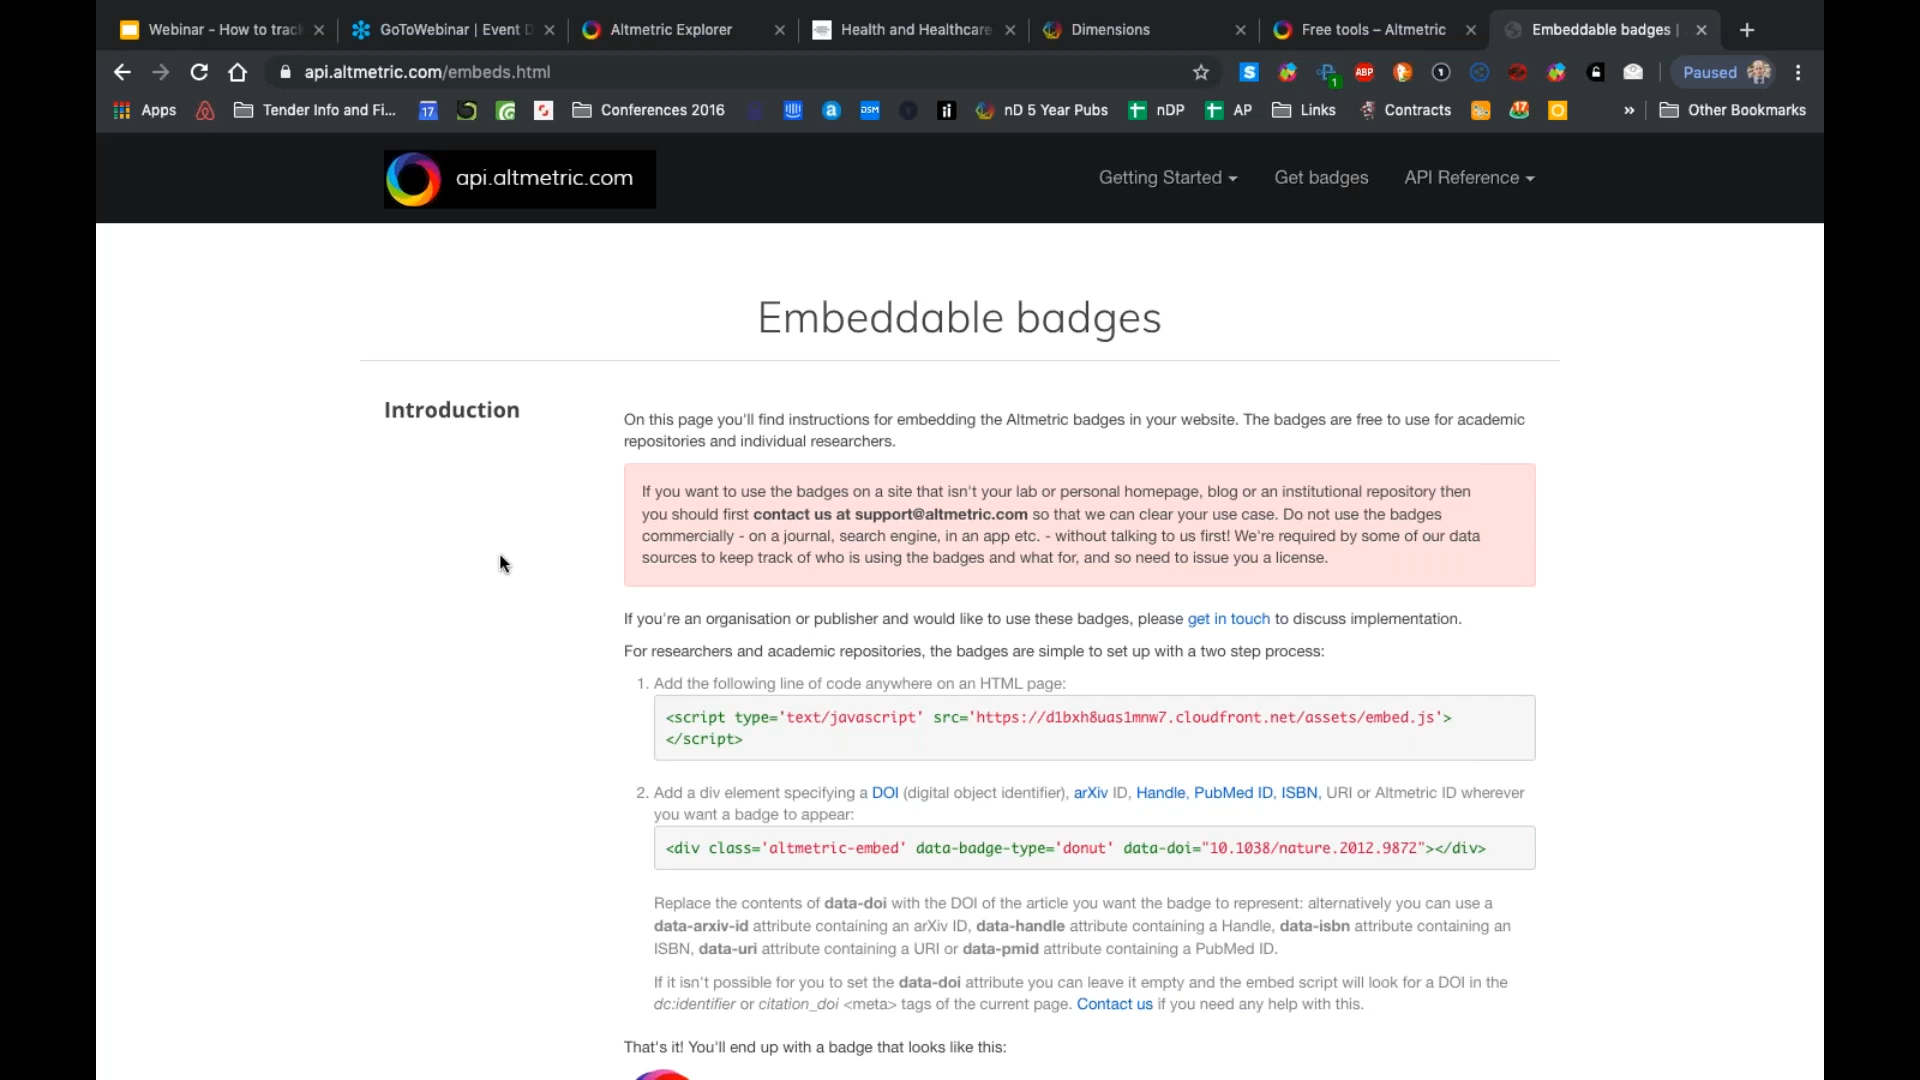 Webinar - How to trac
GoToWebinar | Event D
Altmetric Explorer
Health and Healthcare
Dimensions
Free tools – Altmetric
Embeddable badges |
api.altmetric.com/embeds.html
S
1
ABP
Paused
Apps
Tender Info and Fi...
17
Conferences 2016
a
DSM
nD 5 Year Pubs
nDP
AP
Links
Contracts
17
»
Other Bookmarks
api.altmetric.com
Getting Started
Get badges
API Reference
Embeddable badges
Introduction
On this page you'll find instructions for embedding the Altmetric badges in your website. The badges are free to use for academic
repositories and individual researchers.
If you want to use the badges on a site that isn't your lab or personal homepage, blog or an institutional repository then
you should first contact us at support@altmetric.com so that we can clear your use case. Do not use the badges
commercially - on a journal, search engine, in an app etc. - without talking to us first! We're required by some of our data
sources to keep track of who is using the badges and what for, and so need to issue you a license.
If you're an organisation or publisher and would like to use these badges, please get in touch to discuss implementation.
For researchers and academic repositories, the badges are simple to set up with a two step process:
1. Add the following line of code anywhere on an HTML page:
<script type='text/javascript' src='https://d1bxh8uas1mnw7.cloudfront.net/assets/embed.js'>
</script>
2. Add a div element specifying a DOI (digital object identifier), arXiv ID, Handle, PubMed ID, ISBN, URI or Altmetric ID wherever
you want a badge to appear:
<div class='altmetric-embed' data-badge-type='donut' data-doi="10.1038/nature.2012.9872"></div>
Replace the contents of data-doi with the DOI of the article you want the badge to represent: alternatively you can use a
data-arxiv-id attribute containing an arXiv ID, data-handle attribute containing a Handle, data-isbn attribute containing an
ISBN, data-uri attribute containing a URI or data-pmid attribute containing a PubMed ID.
If it isn't possible for you to set the data-doi attribute you can leave it empty and the embed script will look for a DOI in the
dc:identifier or citation_doi <meta> tags of the current page. Contact us if you need any help with this.
That's it! You'll end up with a badge that looks like this: